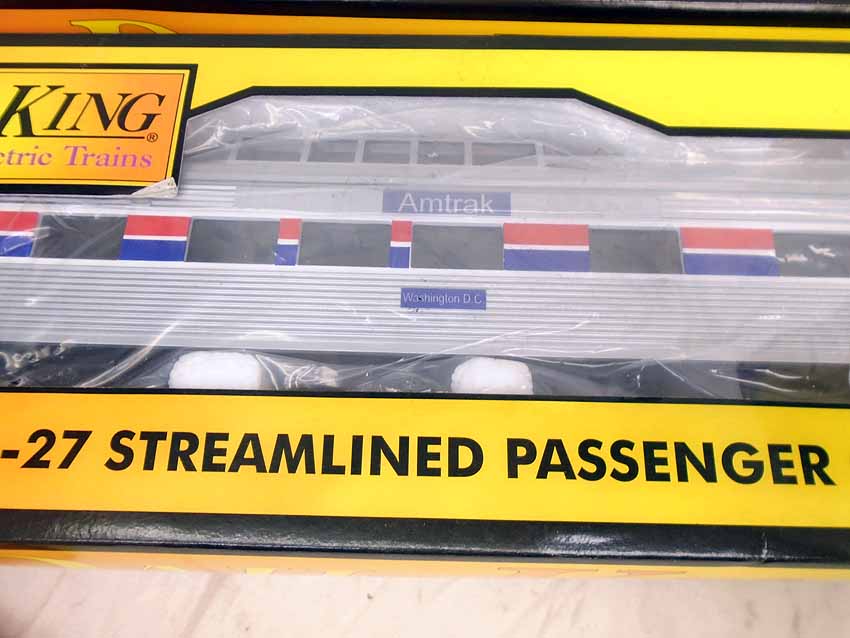 KING®
ctric Trains
Amtrak
Washington D.C
-27 STREAMLINED PASSENGER